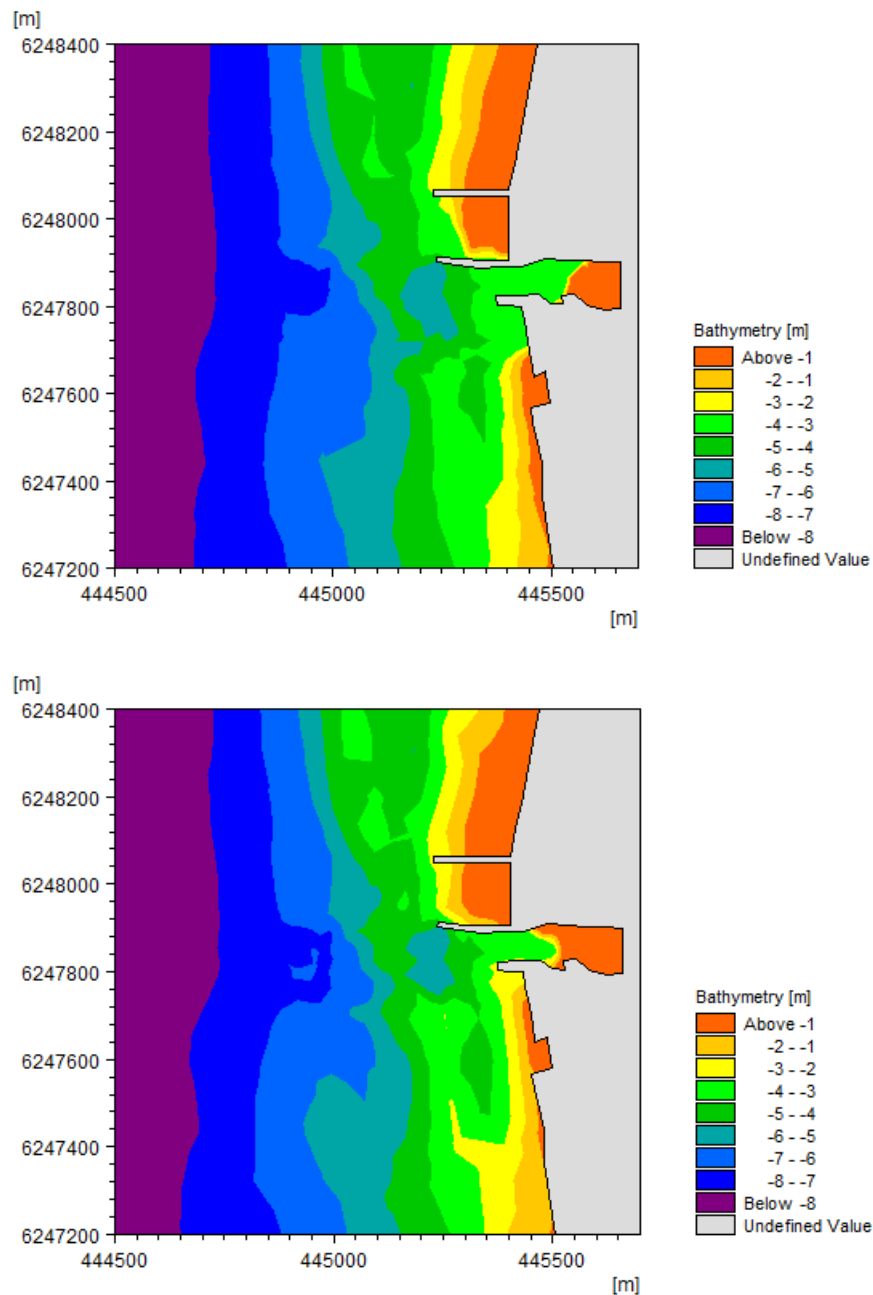 [m]
6248400
6248200
6248000
6247800
6247600
6247400
6247200
444500 445000 445500
[m]
Bathymetry [m]
Above -1
-2 - -1
-3 - -2
-4 - -3
-5 - -4
-6 - -5
-7 - -6
-8 - -7
Below -8
Undefined Value
[m]
6248400
6248200
6248000
6247800
6247600
6247400
6247200
444500 445000 445500
[m]
Bathymetry [m]
Above -1
-2 - -1
-3 - -2
-4 - -3
-5 - -4
-6 - -5
-7 - -6
-8 - -7
Below -8
Undefined Value